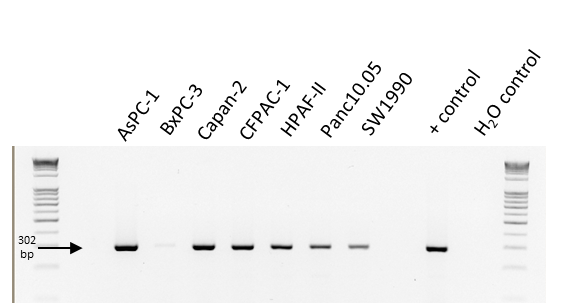 AsPC-1
BxPC-3
Capan-2
CFPAC-1
HPAF-II
Panc10.05
SW1990
+ control
H₂O control
302
bp